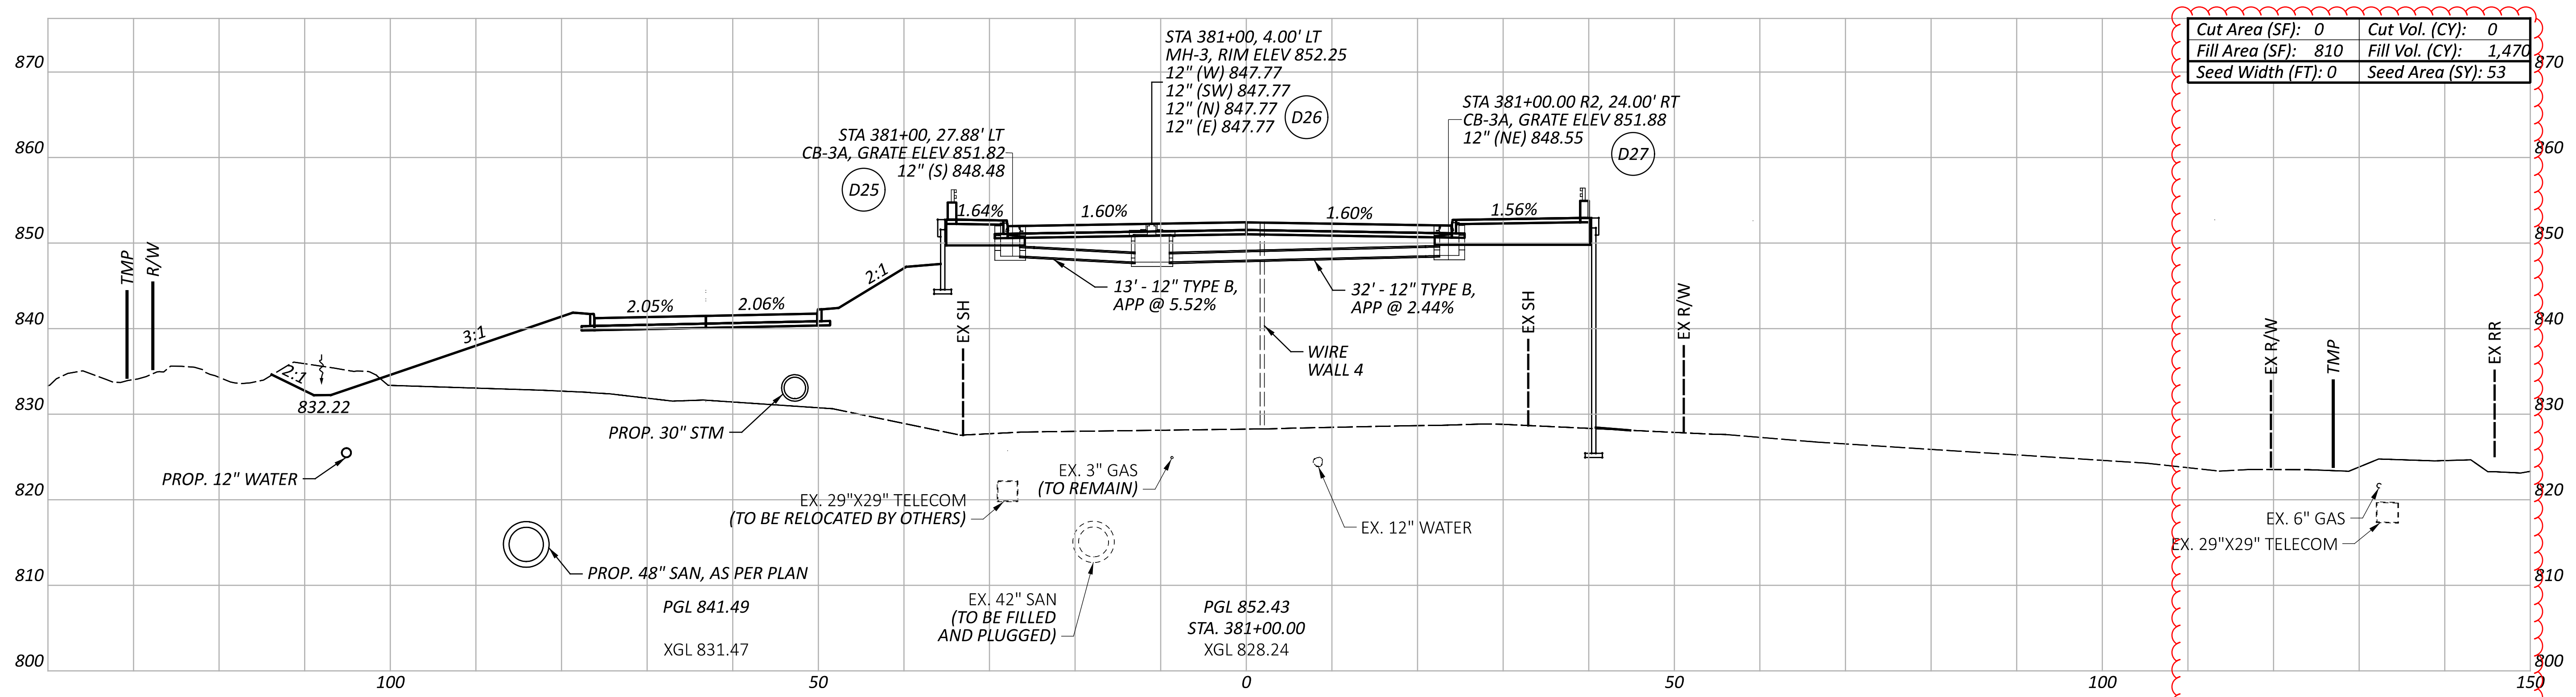 Cut Area (SF): 0 Cut Vol. (CY): 0
Fill Area (SF): 810 Fill Vol. (CY): 1,470
Seed Width (FT): 0 Seed Area (SY): 53
STA 381+00, 4.00' LT
MH-3, RIM ELEV 852.25
12" (W) 847.77
12" (SW) 847.77
12" (N) 847.77
12" (E) 847.77
D26
STA 381+00.00 R2, 24.00' RT
CB-3A, GRATE ELEV 851.88
12" (NE) 848.55
D27
STA 381+00, 27.88' LT
CB-3A, GRATE ELEV 851.82
12" (S) 848.48
D25
870
860
850
840
830
820
810
800
870
860
850
840
830
820
810
800
1.64%
1.60%
1.60%
1.56%
TMP
R/W
2:1
832.22
3:1
2.05%
2.06%
2:1
EX SH
13' - 12" TYPE B,
APP @ 5.52%
32' - 12" TYPE B,
APP @ 2.44%
WIRE
WALL 4
EX SH
EX R/W
EX R/W
TMP
EX RR
PROP. 30" STM
PROP. 12" WATER
EX. 3" GAS
(TO REMAIN)
EX. 29"X29" TELECOM
(TO BE RELOCATED BY OTHERS)
EX. 12" WATER
EX. 6" GAS
EX. 29"X29" TELECOM
PROP. 48" SAN, AS PER PLAN
EX. 42" SAN
(TO BE FILLED
AND PLUGGED)
PGL 841.49
XGL 831.47
PGL 852.43
STA. 381+00.00
XGL 828.24
100
50
0
50
100
150